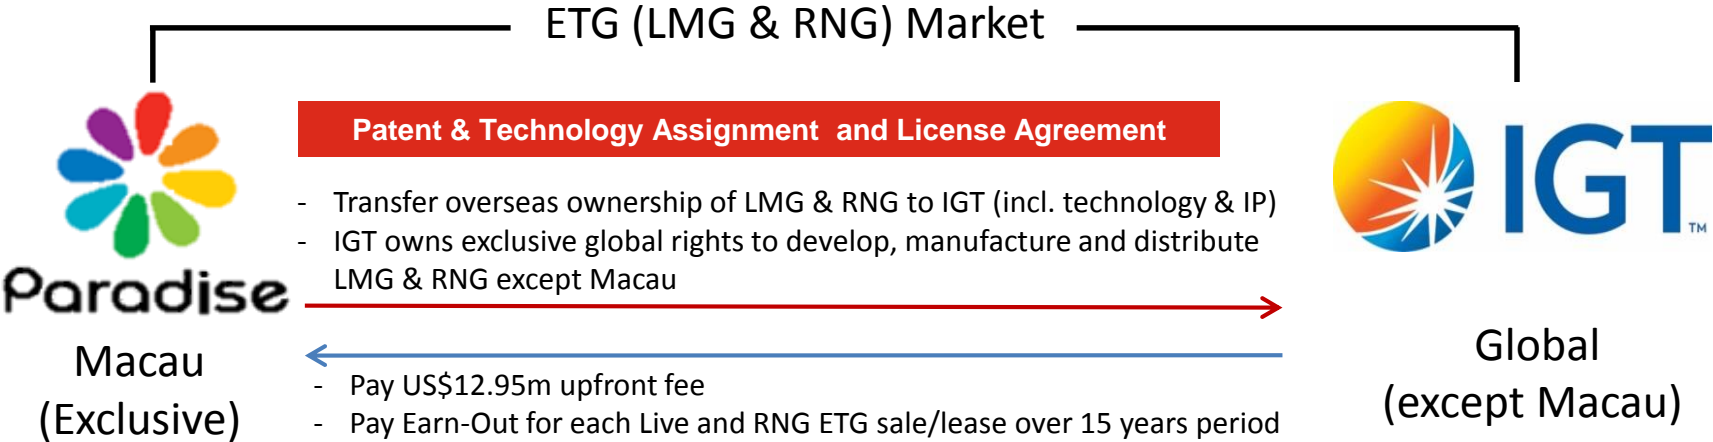 ETG (LMG & RNG) Market
Patent & Technology Assignment and License Agreement
- Transfer overseas ownership of LMG & RNG to IGT (incl. technology & IP)
- IGT owns exclusive global rights to develop, manufacture and distribute
LMG & RNG except Macau
Paradise
Macau
(Exclusive)
- Pay US$12.95m upfront fee
- Pay Earn-Out for each Live and RNG ETG sale/lease over 15 years period
IGT™
Global
(except Macau)